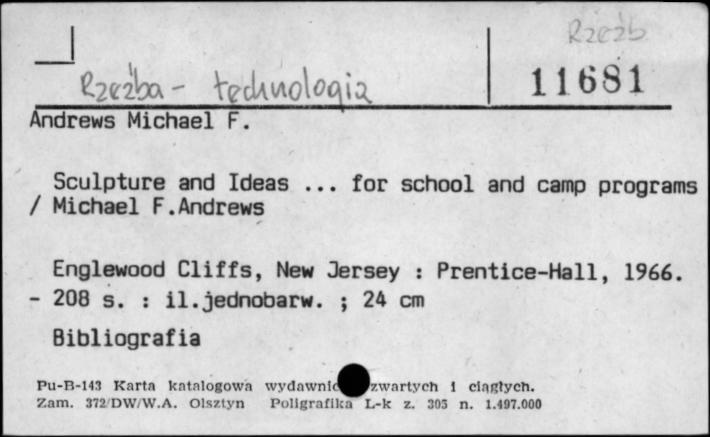 Rzeźb
Rzeźba - technologia
11681
Andrews Michael F.
Sculpture and Ideas ... for school and camp programs
/ Michael F.Andrews
Englewood Cliffs, New Jersey : Prentice-Hall, 1966.
- 208 s. : il.jednobarw. ; 24 cm
Bibliografia
Pu-B-143 Karta katalogowa zwartych i ciągłych.
Zam. 372/DW/W.A. Olsztyn Poligrafika L-k z. 305 n. 1.497.000